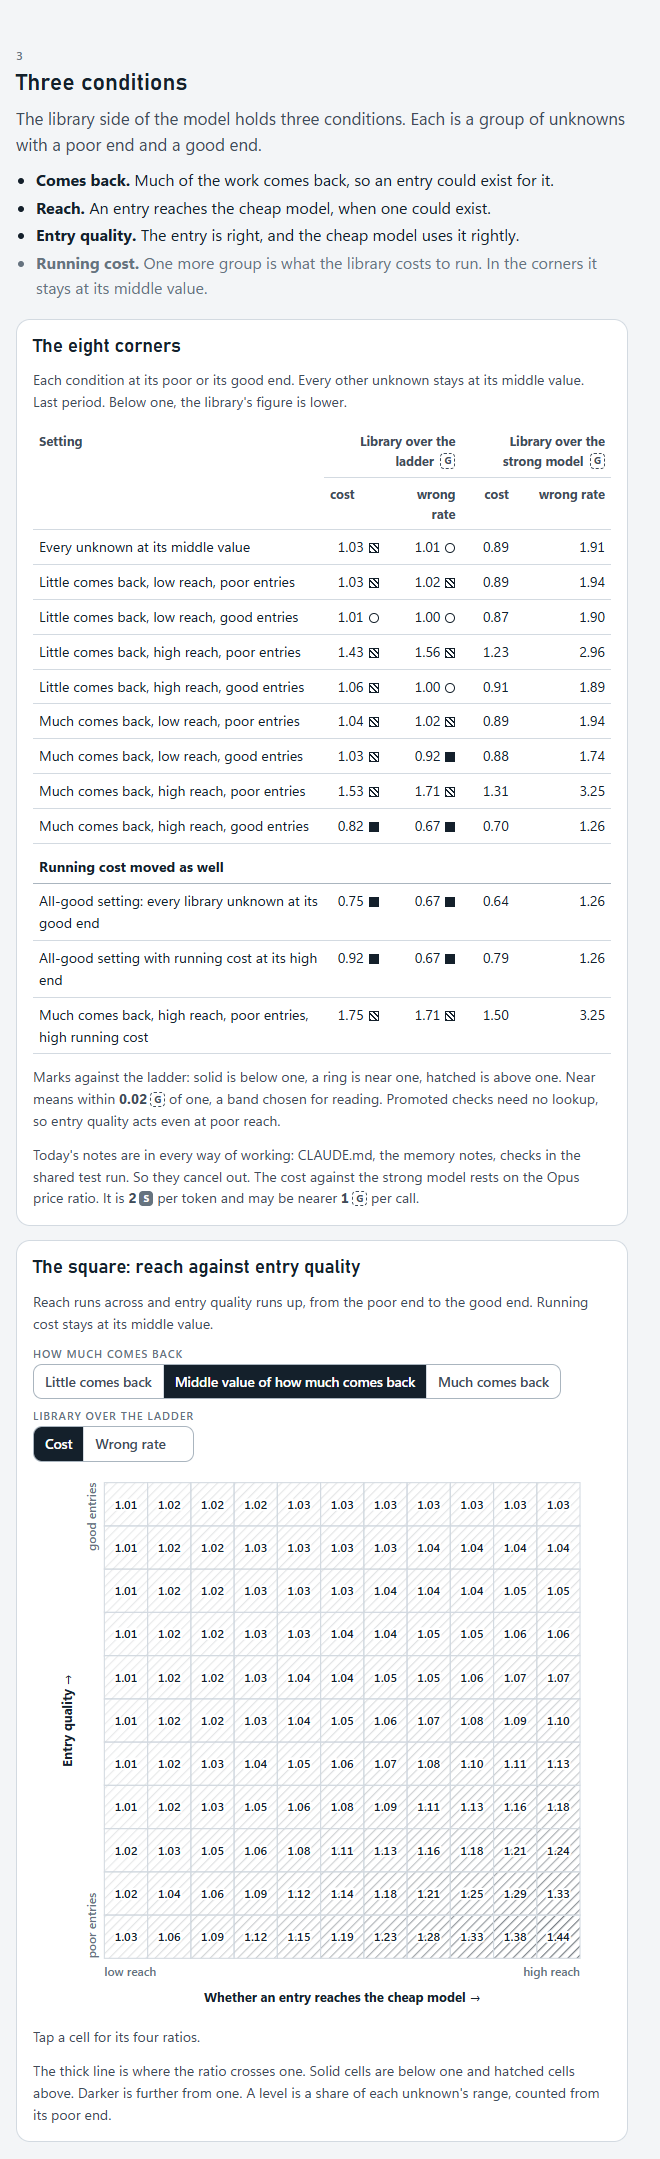 3
Three conditions
The library side of the model holds three conditions. Each is a group of unknowns
with a poor end and a good end.
• Comes back. Much of the work comes back, so an entry could exist for it.
• Reach. An entry reaches the cheap model, when one could exist.
• Entry quality. The entry is right, and the cheap model uses it rightly.
• Running cost. One more group is what the library costs to run. In the corners it
stays at its middle value.
The eight corners
Each condition at its poor or its good end. Every other unknown stays at its middle value.
Last period. Below one, the library's figure is lower.
Setting Library over the ladder G Library over the strong model G
cost wrong rate cost wrong rate
Every unknown at its middle value 1.03 1.01 0.89 1.91
Little comes back, low reach, poor entries 1.03 1.02 0.89 1.94
Little comes back, low reach, good entries 1.01 1.00 0.87 1.90
Little comes back, high reach, poor entries 1.43 1.56 1.23 2.96
Little comes back, high reach, good entries 1.06 1.00 0.91 1.89
Much comes back, low reach, poor entries 1.04 1.02 0.89 1.94
Much comes back, low reach, good entries 1.03 0.92 0.88 1.74
Much comes back, high reach, poor entries 1.53 1.71 1.31 3.25
Much comes back, high reach, good entries 0.82 0.67 0.70 1.26
Running cost moved as well
All-good setting: every library unknown at its 0.75 0.67 0.64 1.26
good end
All-good setting with running cost at its high 0.92 0.67 0.79 1.26
end
Much comes back, high reach, poor entries, 1.75 1.71 1.50 3.25
high running cost
Marks against the ladder: solid is below one, a ring is near one, hatched is above one. Near
means within 0.02 G of one, a band chosen for reading. Promoted checks need no lookup,
so entry quality acts even at poor reach.
Today's notes are in every way of working: CLAUDE.md, the memory notes, checks in the
shared test run. So they cancel out. The cost against the strong model rests on the Opus
price ratio. It is 2 S per token and may be nearer 1 G per call.
The square: reach against entry quality
Reach runs across and entry quality runs up, from the poor end to the good end. Running
cost stays at its middle value.
HOW MUCH COMES BACK
Little comes back Middle value of how much comes back Much comes back
LIBRARY OVER THE LADDER
Cost Wrong rate
good entries
Entry quality →
poor entries
1.01 1.02 1.02 1.02 1.03 1.03 1.03 1.03 1.03 1.03 1.03
1.01 1.02 1.02 1.03 1.03 1.03 1.03 1.04 1.04 1.04 1.04
1.01 1.02 1.02 1.03 1.03 1.03 1.04 1.04 1.04 1.05 1.05
1.01 1.02 1.02 1.03 1.03 1.04 1.04 1.05 1.05 1.06 1.06
1.01 1.02 1.02 1.03 1.04 1.04 1.05 1.05 1.06 1.07 1.07
1.01 1.02 1.02 1.03 1.04 1.05 1.06 1.07 1.08 1.09 1.10
1.01 1.02 1.03 1.04 1.05 1.06 1.07 1.08 1.10 1.11 1.13
1.01 1.02 1.03 1.05 1.06 1.08 1.09 1.11 1.13 1.16 1.18
1.02 1.03 1.05 1.06 1.08 1.11 1.13 1.16 1.18 1.21 1.24
1.02 1.04 1.06 1.09 1.12 1.14 1.18 1.21 1.25 1.29 1.33
1.03 1.06 1.09 1.12 1.15 1.19 1.23 1.28 1.33 1.38 1.44
low reach high reach
Whether an entry reaches the cheap model →
Tap a cell for its four ratios.
The thick line is where the ratio crosses one. Solid cells are below one and hatched cells
above. Darker is further from one. A level is a share of each unknown's range, counted from
its poor end.